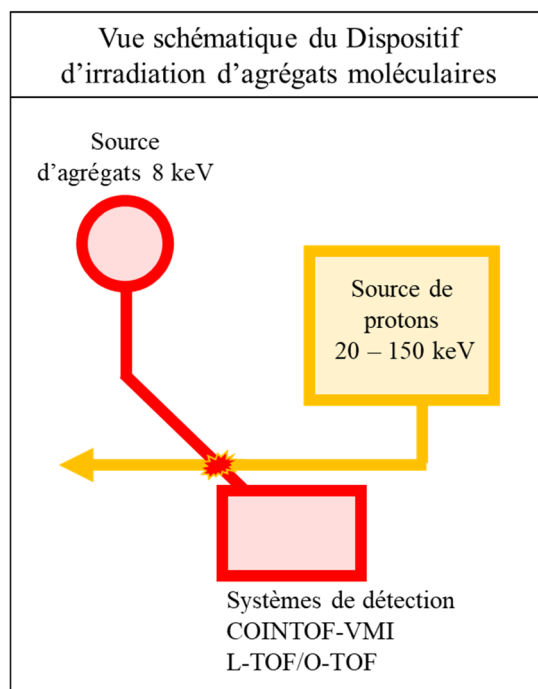 Vue schématique du Dispositif
d’irradiation d’agrégats moléculaires
Source
d’agrégats 8 keV
Source de
protons
20 – 150 keV
Systèmes de détection
COINTOF-VMI
L-TOF/O-TOF